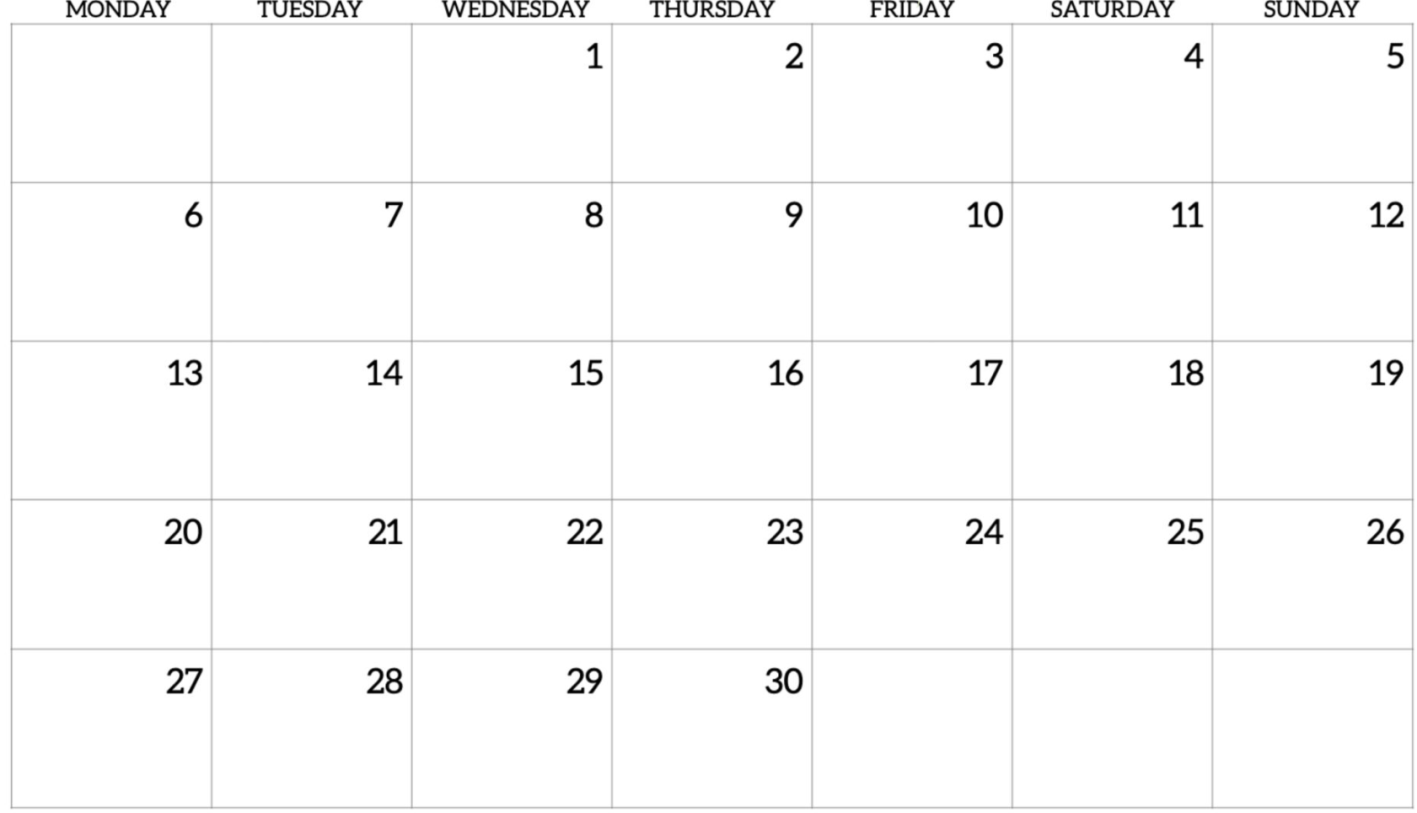 MONDAY TUESDAY WEDNESDAY THURSDAY FRIDAY SATURDAY SUNDAY
1 2 3 4 5
6 7 8 9 10 11 12
13 14 15 16 17 18 19
20 21 22 23 24 25 26
27 28 29 30